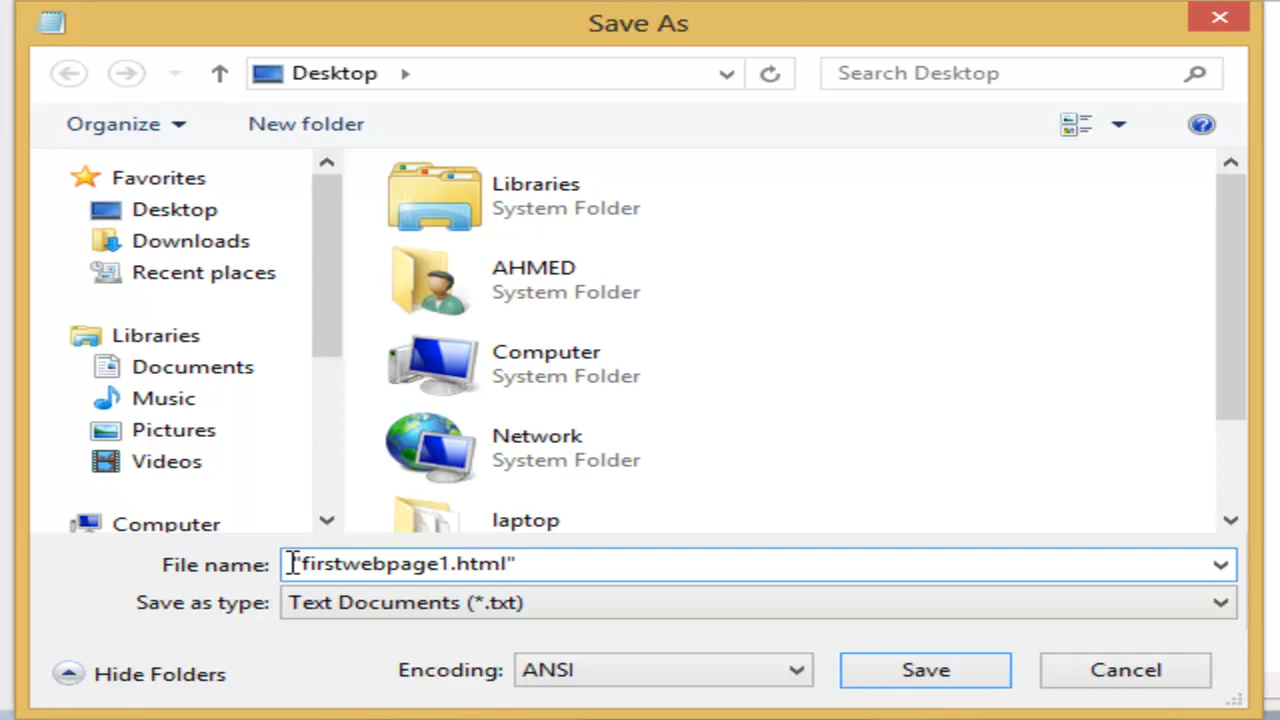 Save As
Desktop
Search Desktop
Organize
New folder
Favorites
Desktop
Downloads
Recent places
Libraries
Documents
Music
Pictures
Videos
Computer
Libraries
System Folder
AHMED
System Folder
Computer
System Folder
Network
System Folder
laptop
File name: "firstwebpage1.html"
Save as type: Text Documents (*.txt)
Hide Folders
Encoding: ANSI
Save
Cancel